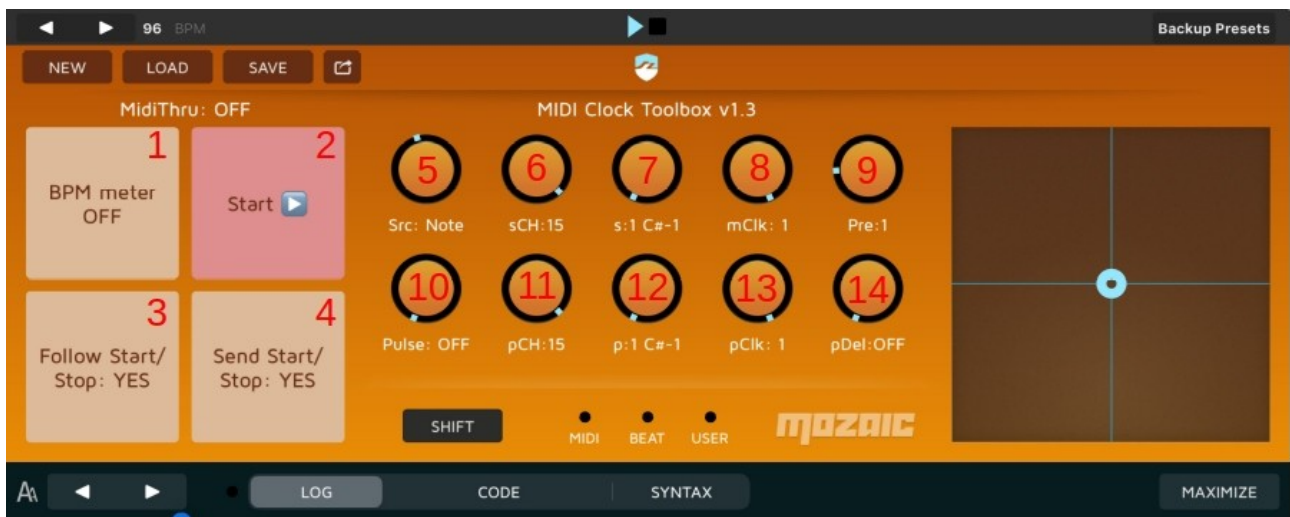 96 BPM
Backup Presets
NEW LOAD SAVE
MidiThru: OFF
MIDI Clock Toolbox v1.3
1
BPM meter
OFF
2
Start
3
Follow Start/
Stop: YES
4
Send Start/
Stop: YES
5 6 7 8 9
Src: Note sCH:15 s:1 C#-1 mClk: 1 Pre:1
10 11 12 13 14
Pulse: OFF pCH:15 p:1 C#-1 pClk: 1 pDel:OFF
SHIFT
MIDI BEAT USER
mozaic
AA
LOG CODE SYNTAX
MAXIMIZE